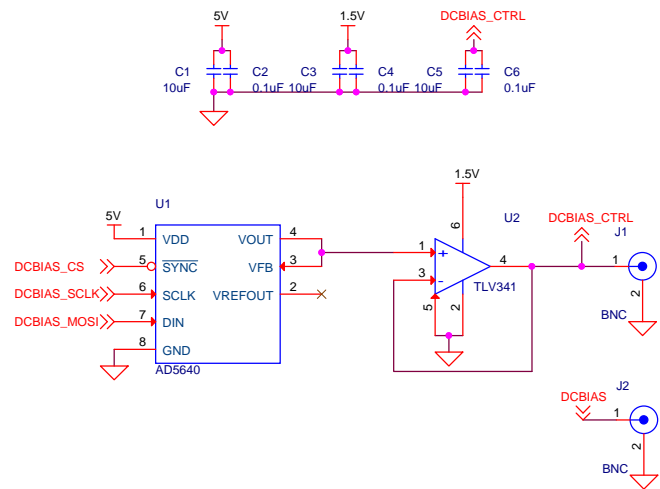 5V 1.5V DCBIAS_CTRL
C1 C2 C3 C4 C5 C6
10uF 0.1uF 10uF 0.1uF 10uF 0.1uF
U1 1.5V
5V U2 DCBIAS_CTRL J1
1 VDD VOUT 4 6
DCBIAS_CS 5 SYNC VFB 3 1 + 4 1
DCBIAS_SCLK 6 SCLK VREFOUT 2 3 - TLV341 2
DCBIAS_MOSI 7 DIN 5 2 BNC
8 GND
AD5640
J2
DCBIAS 1
2
BNC